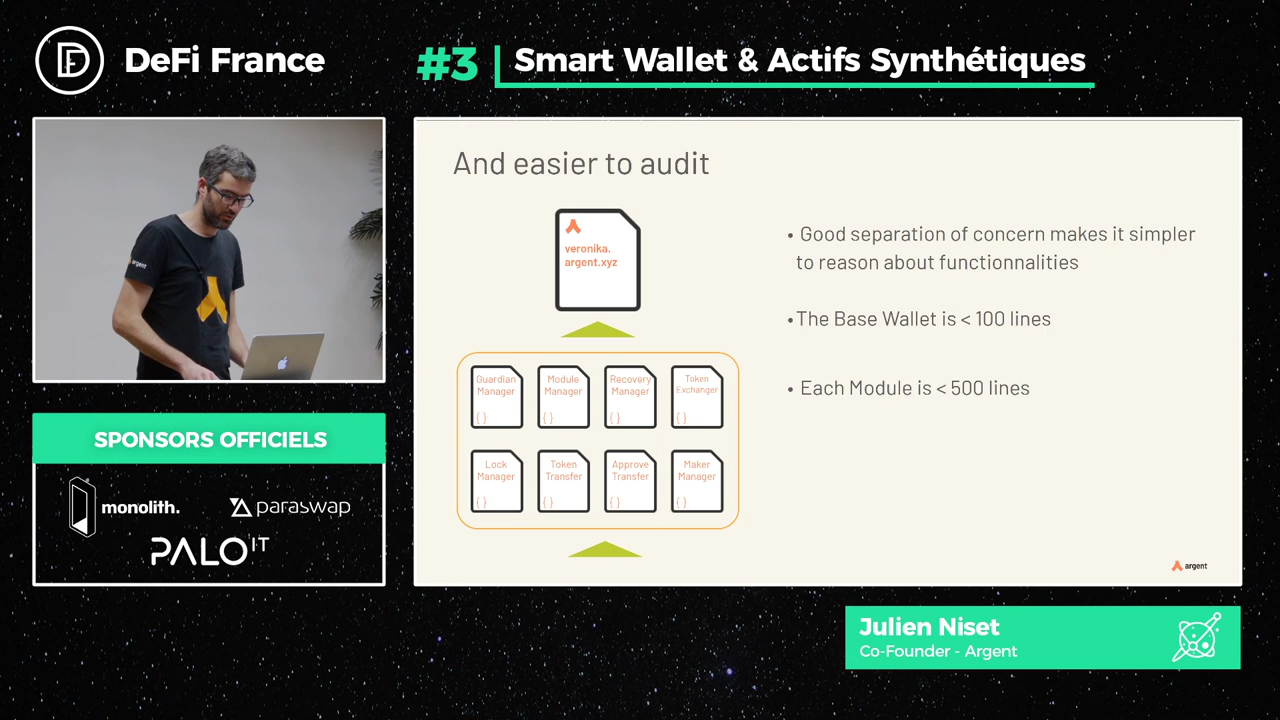 DeFi France
#3 Smart Wallet & Actifs Synthétiques
argent
SPONSORS OFFICIELS
monolith.
paraswap
PALO IT
And easier to audit
veronika.
argent.xyz
Guardian
Manager
{ }
Module
Manager
{ }
Recovery
Manager
{ }
Token
Exchanger
{ }
Lock
Manager
{ }
Token
Transfer
{ }
Approve
Transfer
{ }
Maker
Manager
{ }
• Good separation of concern makes it simpler
to reason about functionnalities
• The Base Wallet is < 100 lines
• Each Module is < 500 lines
argent
Julien Niset
Co-Founder - Argent